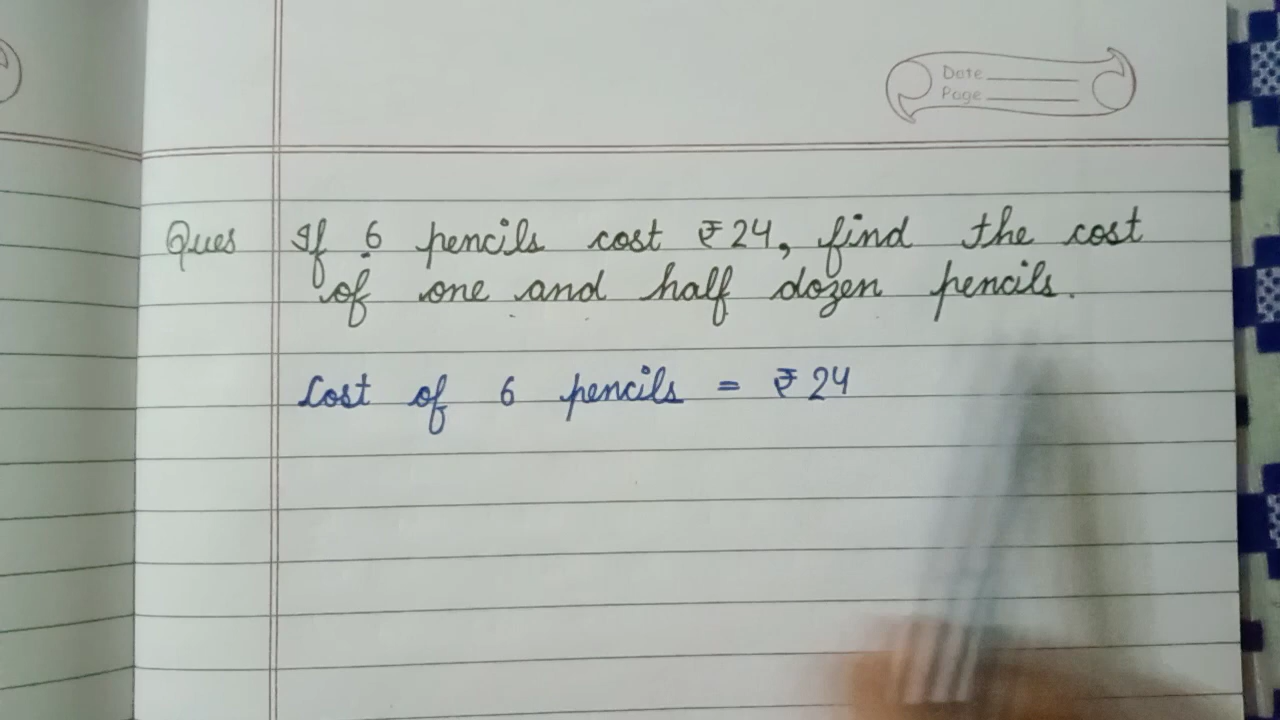 Date
Page
Ques If 6 pencils cost ₹ 24, find the cost
of one and half dozen pencils.
Cost of 6 pencils = ₹ 24